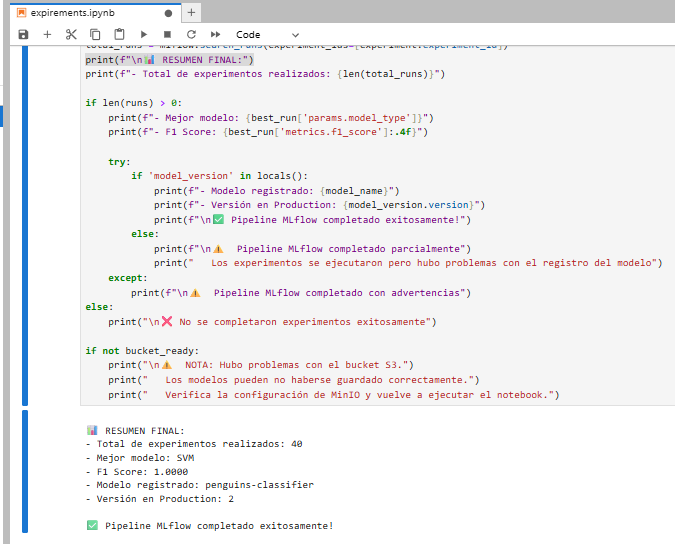 expirements.ipynb
Code
total_runs = mlflow.search_runs(experiment_ids=[experiment.experiment_id])
print(f"\n📊 RESUMEN FINAL:")
print(f"- Total de experimentos realizados: {len(total_runs)}")
if len(runs) > 0:
    print(f"- Mejor modelo: {best_run['params.model_type']}")
    print(f"- F1 Score: {best_run['metrics.f1_score']:.4f}")
    try:
        if 'model_version' in locals():
            print(f"- Modelo registrado: {model_name}")
            print(f"- Versión en Production: {model_version.version}")
            print(f"\n✅ Pipeline MLflow completado exitosamente!")
        else:
            print(f"\n⚠️  Pipeline MLflow completado parcialmente")
            print("   Los experimentos se ejecutaron pero hubo problemas con el registro del modelo")
    except:
        print(f"\n⚠️  Pipeline MLflow completado con advertencias")
else:
    print("\n❌ No se completaron experimentos exitosamente")
if not bucket_ready:
    print("\n⚠️  NOTA: Hubo problemas con el bucket S3.")
    print("   Los modelos pueden no haberse guardado correctamente.")
    print("   Verifica la configuración de MinIO y vuelve a ejecutar el notebook.")
📊 RESUMEN FINAL:
- Total de experimentos realizados: 40
- Mejor modelo: SVM
- F1 Score: 1.0000
- Modelo registrado: penguins-classifier
- Versión en Production: 2
✅ Pipeline MLflow completado exitosamente!